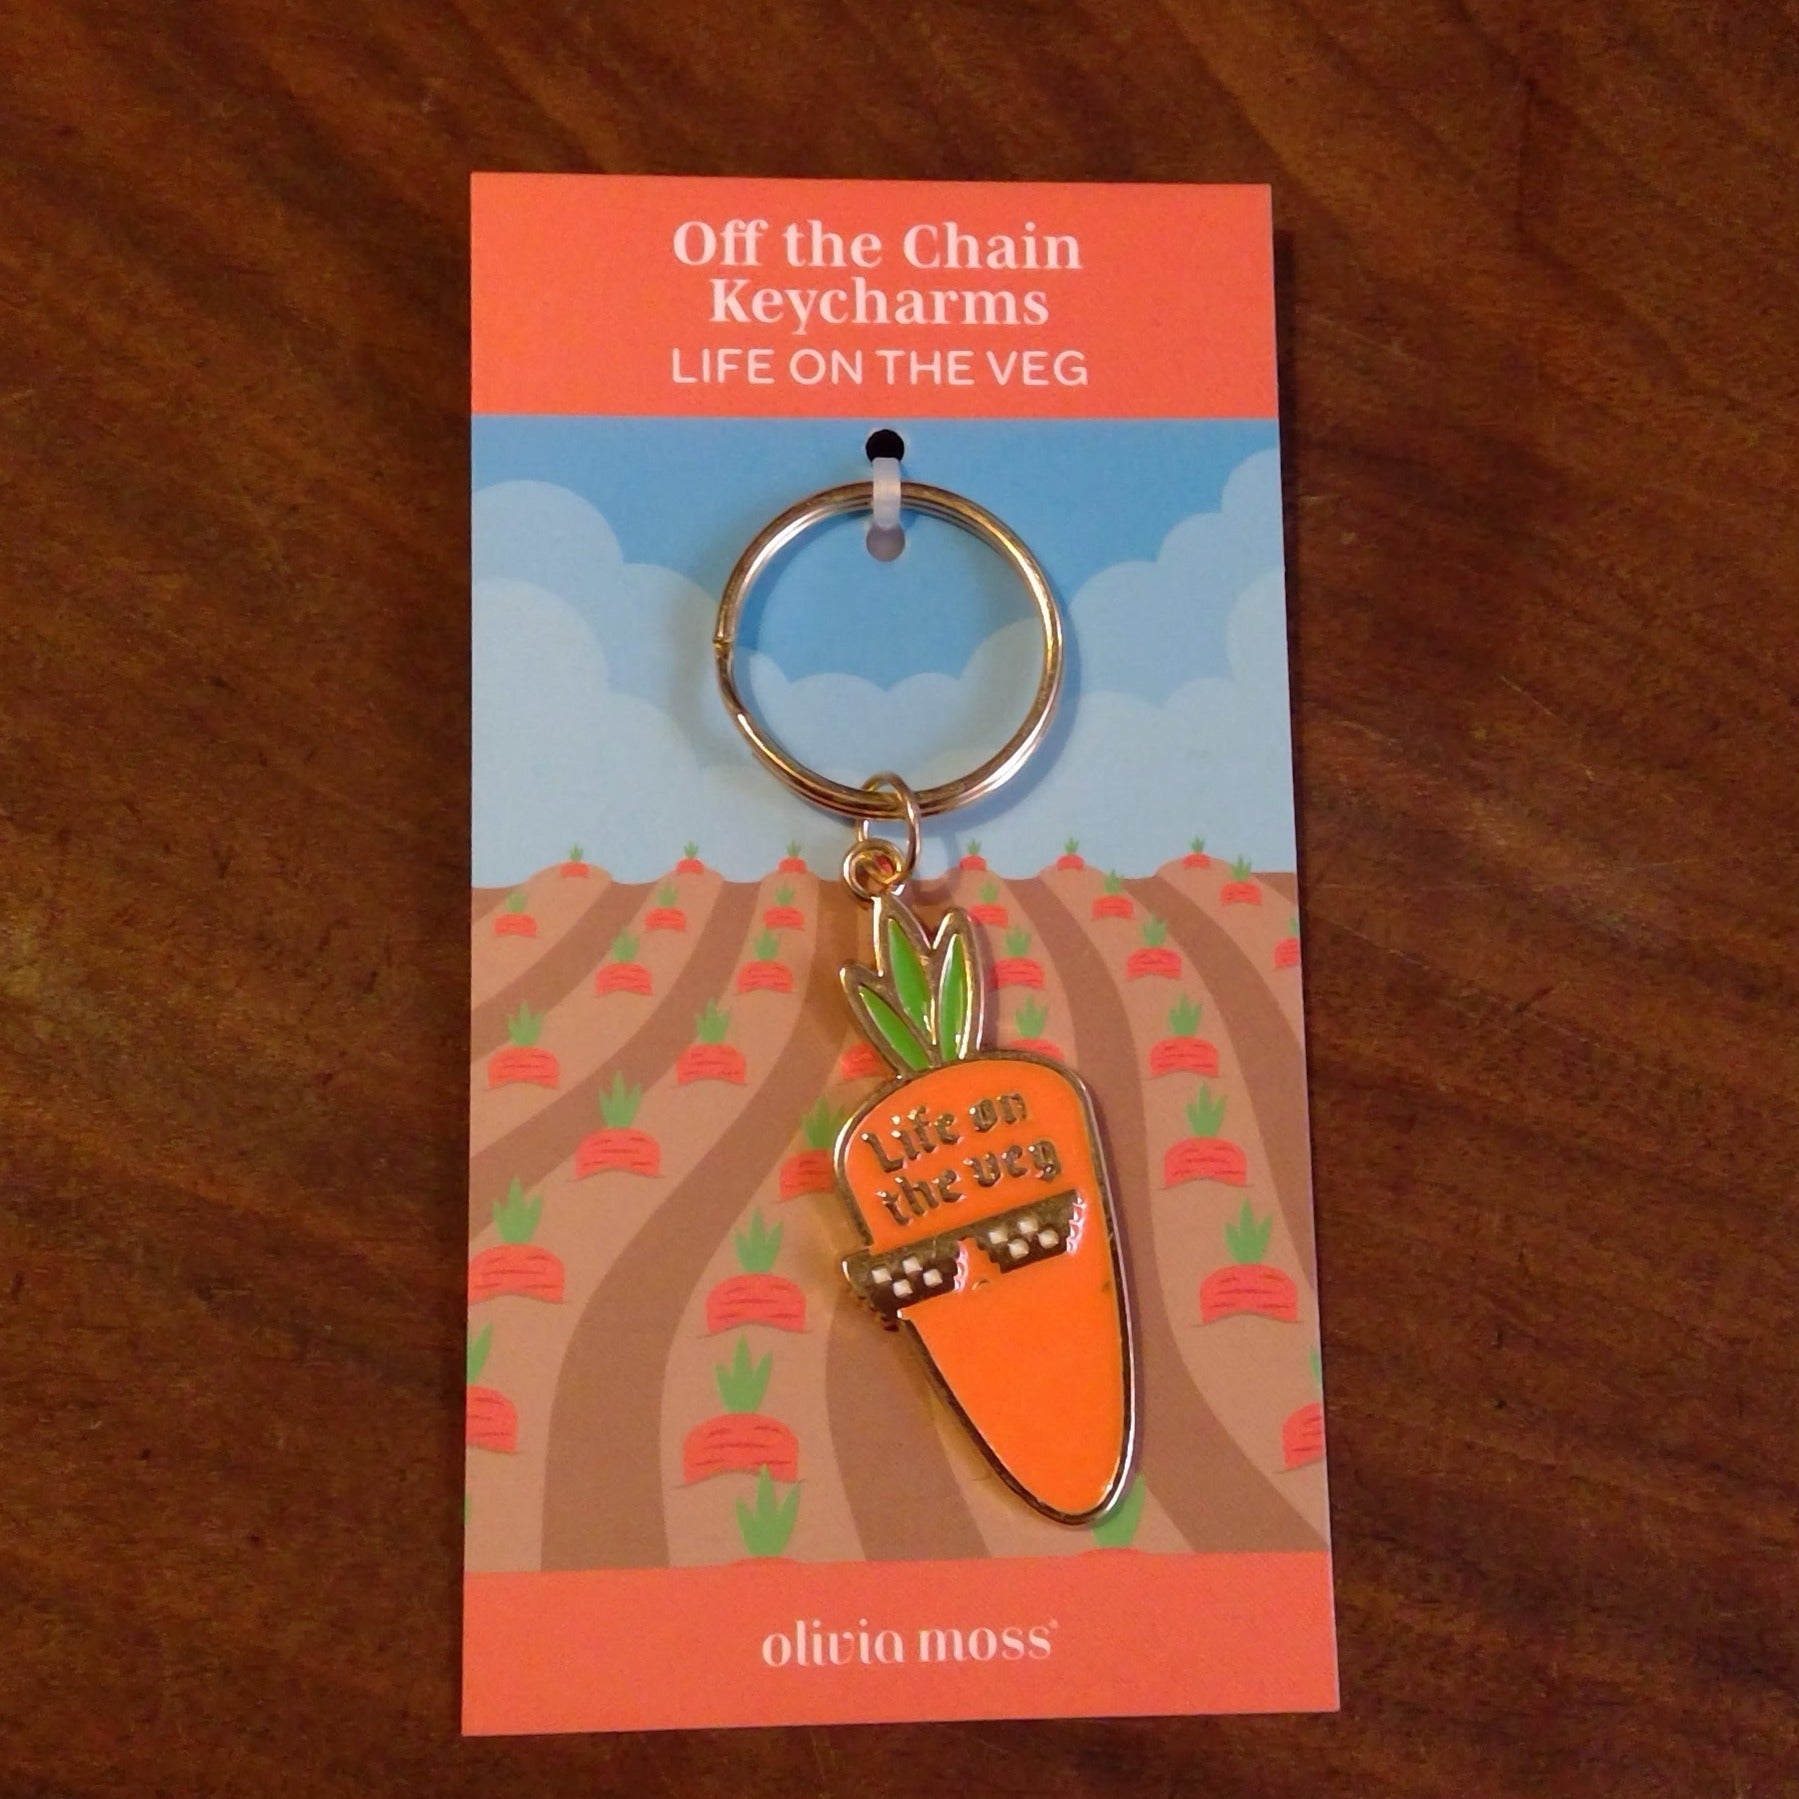 Off the Chain
Keycharms
LIFE ON THE VEG
Life on
the veg
olivia moss®